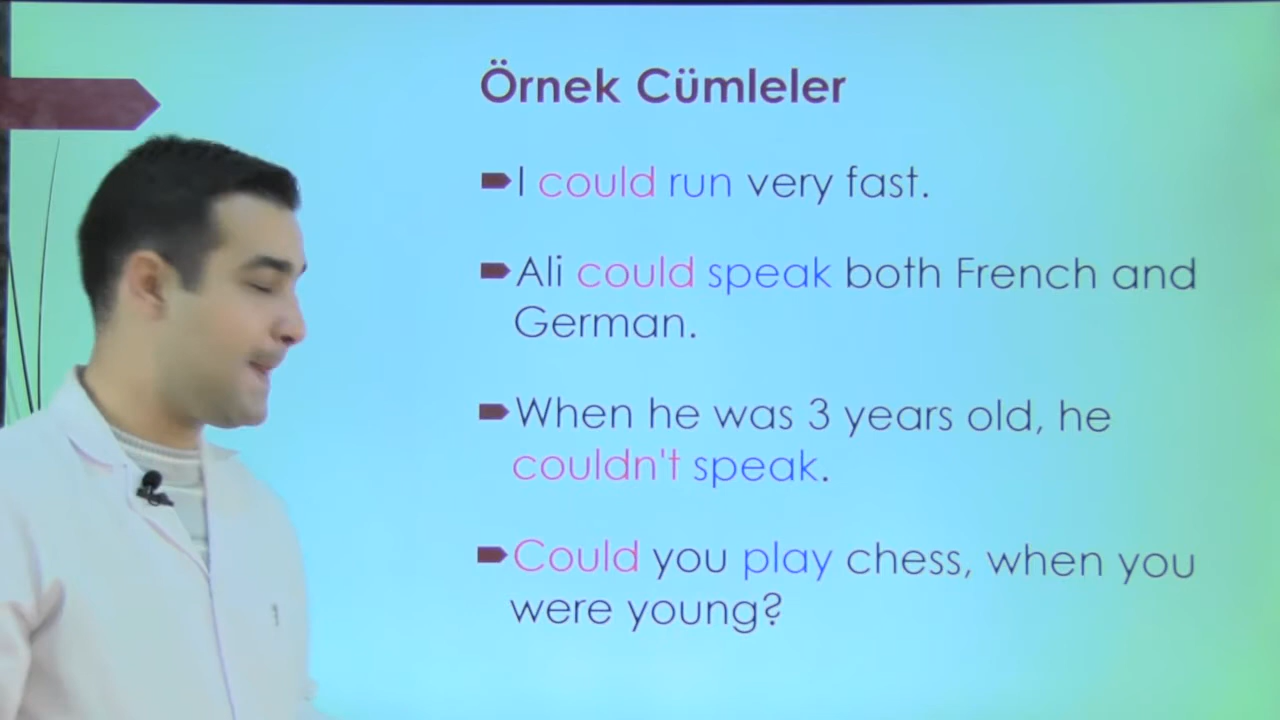 Örnek Cümleler
I could run very fast.
Ali could speak both French and
German.
When he was 3 years old, he
couldn't speak.
Could you play chess, when you
were young?